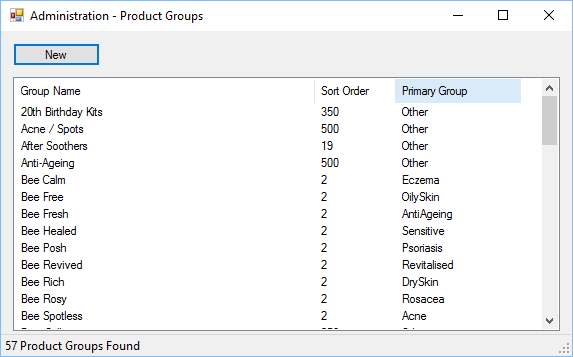 Administration - Product Groups
New
Group Name Sort Order Primary Group
20th Birthday Kits 350 Other
Acne / Spots 500 Other
After Soothers 19 Other
Anti-Ageing 500 Other
Bee Calm 2 Eczema
Bee Free 2 OilySkin
Bee Fresh 2 AntiAgeing
Bee Healed 2 Sensitive
Bee Posh 2 Psoriasis
Bee Revived 2 Revitalised
Bee Rich 2 DrySkin
Bee Rosy 2 Rosacea
Bee Spotless 2 Acne
57 Product Groups Found